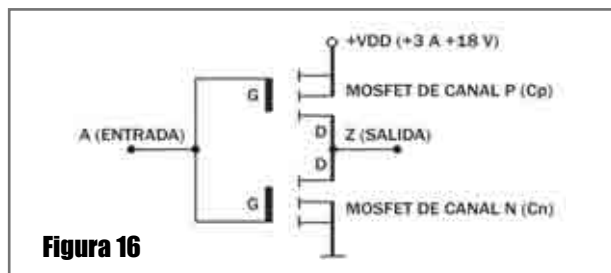 +VDD (+3 A +18 V)
G
MOSFET DE CANAL P (Cp)
D
A (ENTRADA)
Z (SALIDA)
D
G
MOSFET DE CANAL N (Cn)
Figura 16